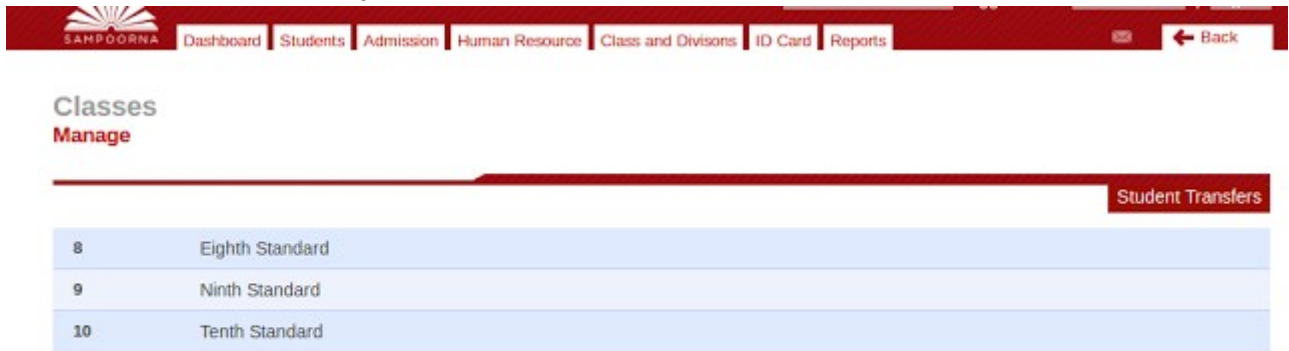 SAMPOORNA Dashboard Students Admission Human Resource Class and Divisons ID Card Reports Back
Classes
Manage
Student Transfers
8 Eighth Standard
9 Ninth Standard
10 Tenth Standard